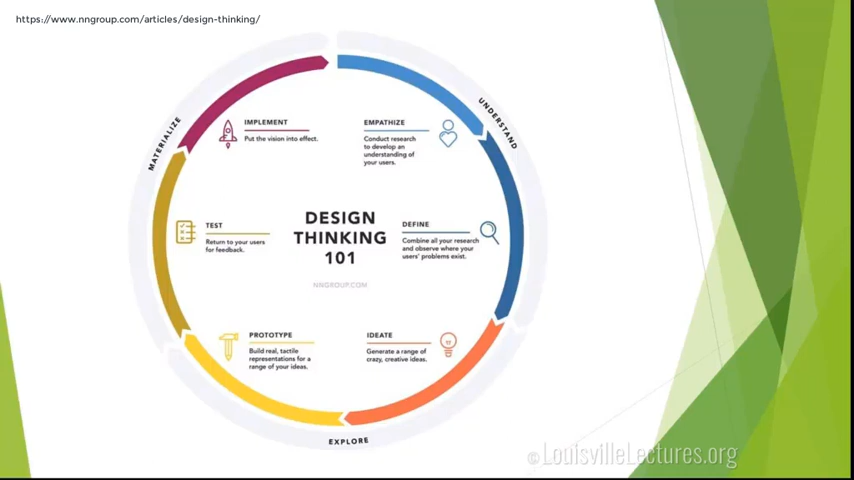 https://www.nngroup.com/articles/design-thinking/
UNDERSTAND
MATERIALIZE
IMPLEMENT
Put the vision into effect.
EMPATHIZE
Conduct research
to develop an
understanding of
your users.
TEST
Return to your users
for feedback.
DESIGN
THINKING
101
NNGROUP.COM
DEFINE
Combine all your research
and observe where your
users' problems exist.
PROTOTYPE
Build real, tactile
representations for a
range of your ideas.
IDEATE
Generate a range of
crazy, creative ideas.
EXPLORE
©LouisvilleLectures.org